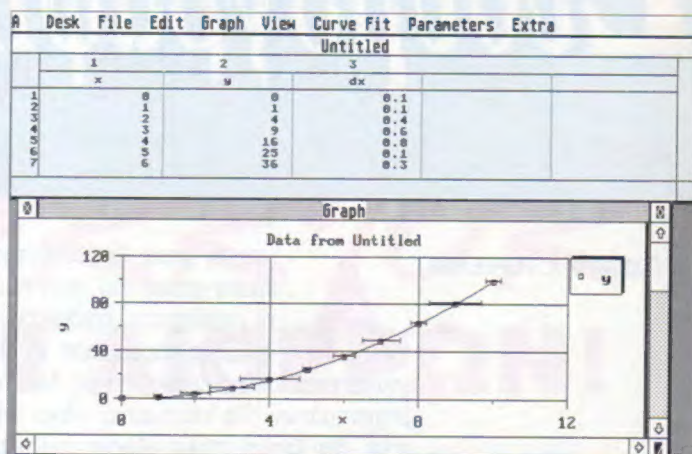 A Desk File Edit Graph View Curve Fit Parameters Extra
Untitled
1 2 3
x y dx
1 0 0 0.1
2 1 1 0.1
3 2 4 0.4
4 3 9 0.6
5 4 16 0.8
6 5 25 0.1
7 6 36 0.3
Graph
Data from Untitled
120
80
40
0
y
y
0 4 8 12
x